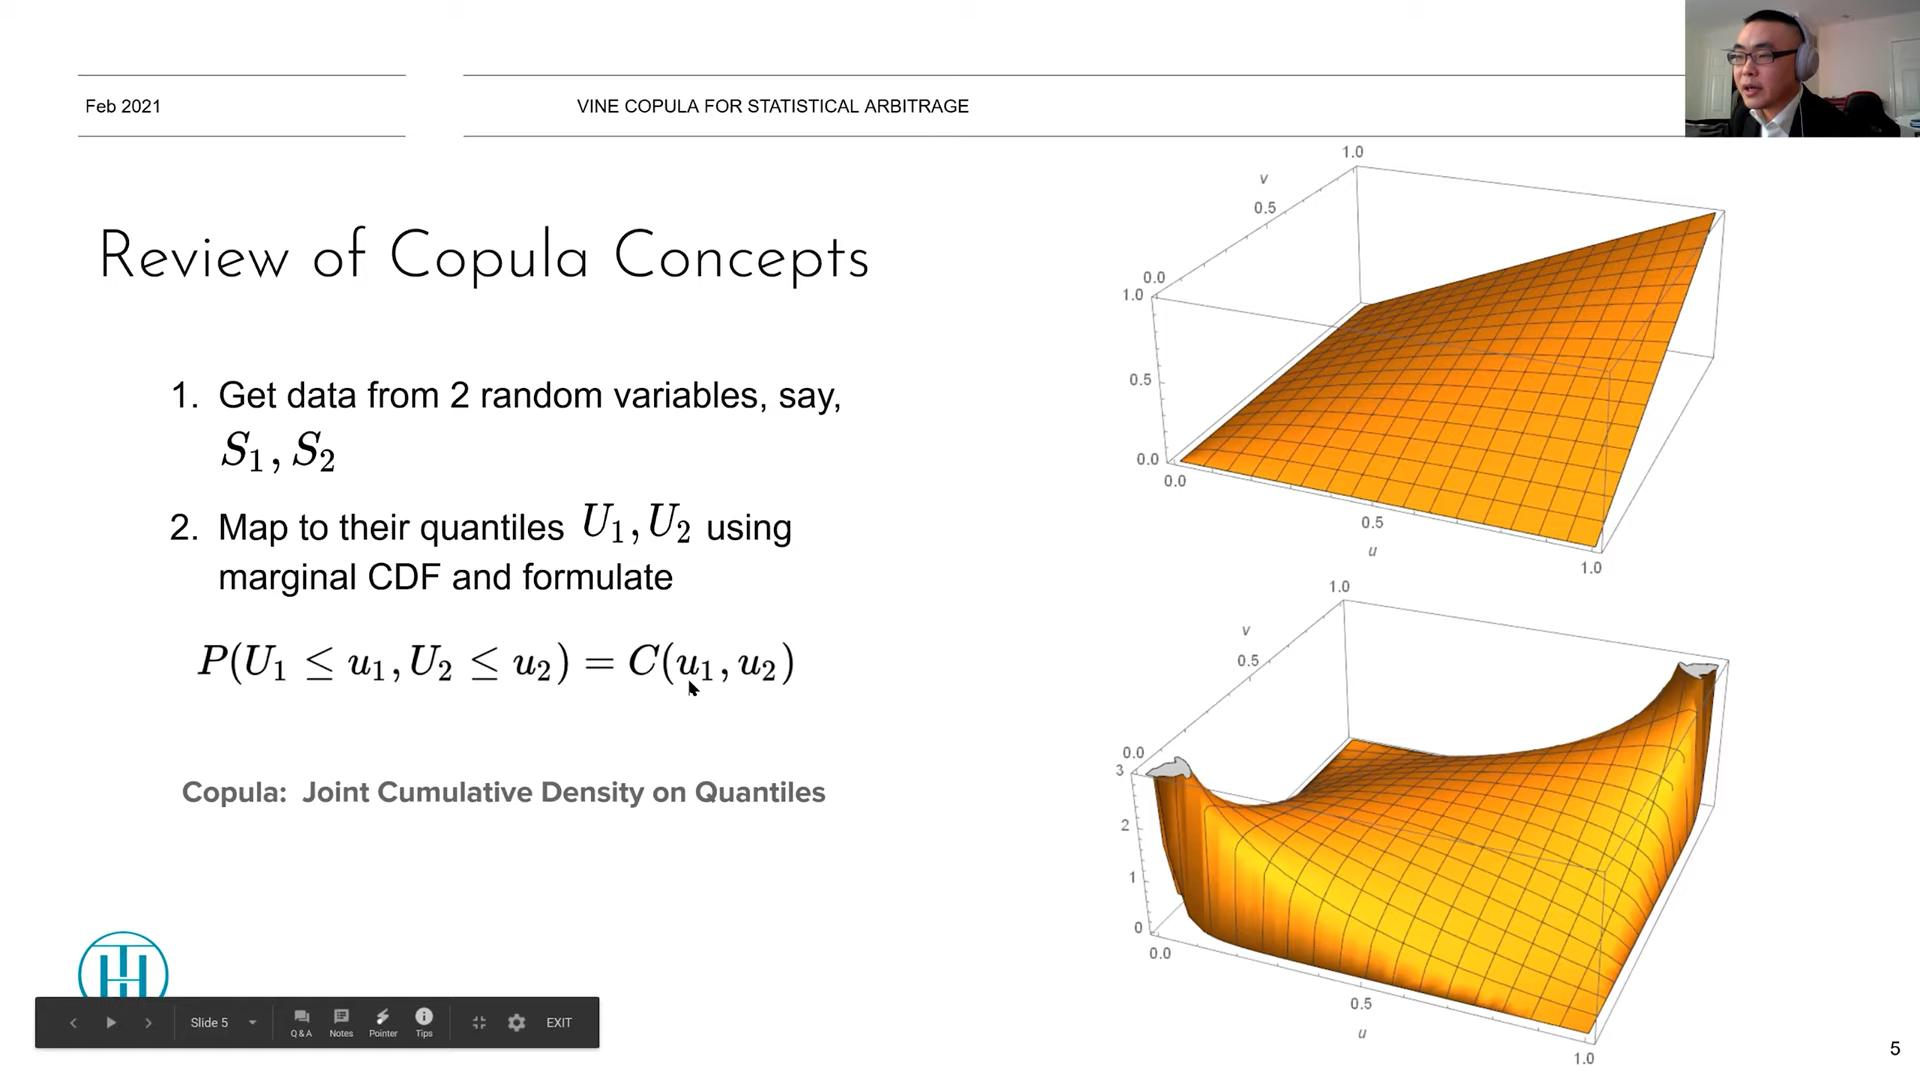 Feb 2021
VINE COPULA FOR STATISTICAL ARBITRAGE
Review of Copula Concepts
1. Get data from 2 random variables, say,
S₁, S₂
2. Map to their quantiles U₁, U₂ using
marginal CDF and formulate
P(U₁ ≤ u₁, U₂ ≤ u₂) = C(u₁, u₂)
Copula: Joint Cumulative Density on Quantiles
1.0
v
0.5
0.0
1.0
0.5
0.0
0.0
0.5
u
1.0
1.0
v
0.5
0.0
3
2
1
0
0.0
0.5
u
1.0
Slide 5
Q & A
Notes
Pointer
Tips
EXIT
5